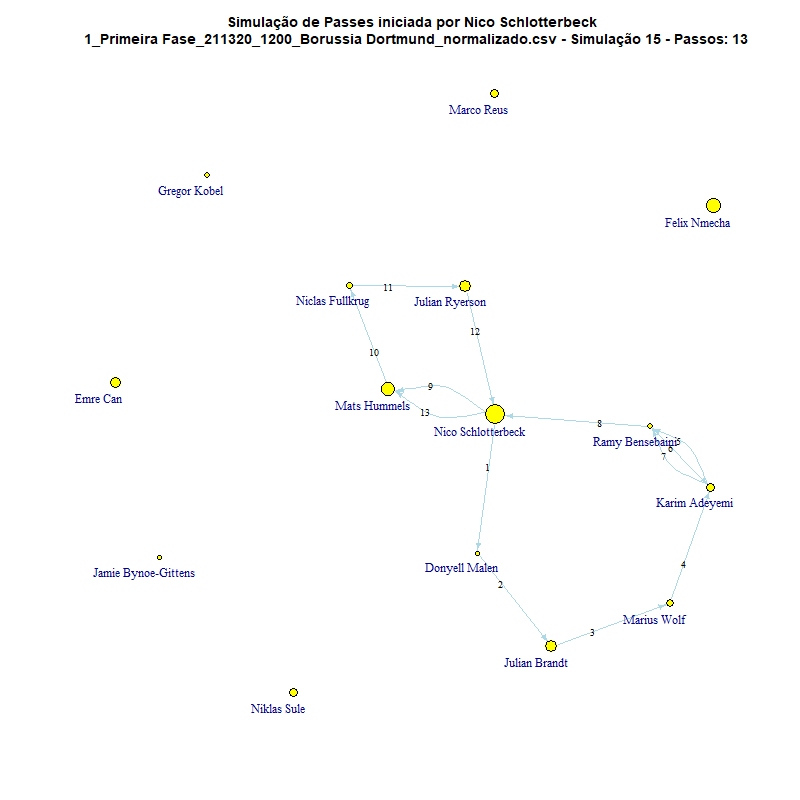 Simulação de Passes iniciada por Nico Schlotterbeck
1_Primeira Fase_211320_1200_Borussia Dortmund_normalizado.csv - Simulação 15 - Passos: 13
Marco Reus
Gregor Kobel
Felix Nmecha
11
Niclas Fullkrug
Julian Ryerson
12
10
Emre Can
9
Mats Hummels
13
8
Nico Schlotterbeck
Ramy Bensebaini
5
6
7
1
Karim Adeyemi
4
Donyell Malen
Jamie Bynoe-Gittens
2
Marius Wolf
3
Julian Brandt
Niklas Sule